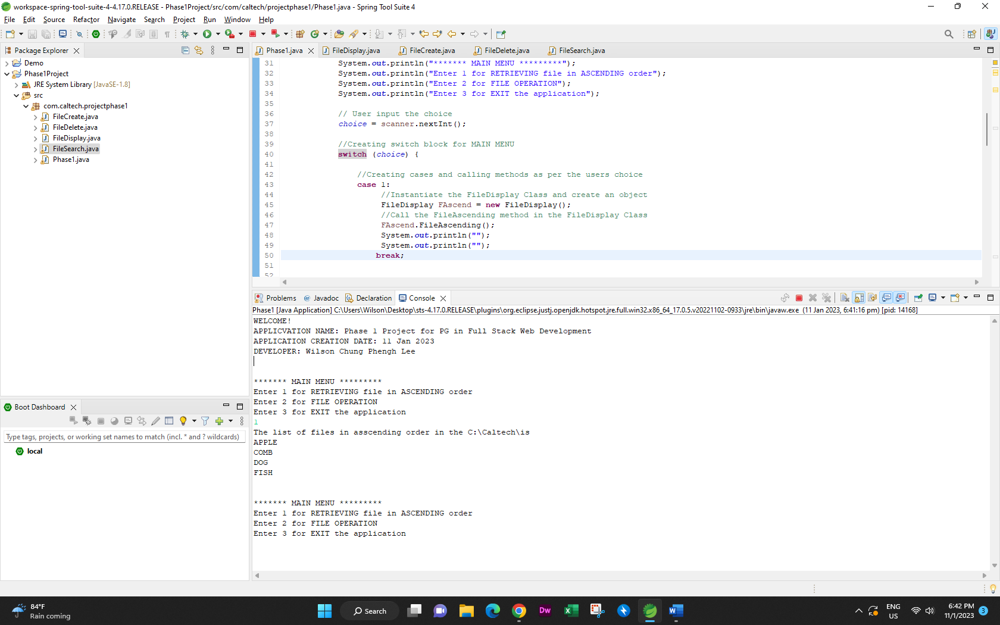 workspace-spring-tool-suite-4-4.17.0.RELEASE - Phase1Project/src/com/caltech/projectphase1/Phase1.java - Spring Tool Suite 4
File Edit Source Refactor Navigate Search Project Run Window Help
Package Explorer
Demo
Phase1Project
JRE System Library [JavaSE-1.8]
src
com.caltech.projectphase1
FileCreate.java
FileDelete.java
FileDisplay.java
FileSearch.java
Phase1.java
Phase1.java FileDisplay.java FileCreate.java FileDelete.java FileSearch.java
31 System.out.println("******* MAIN MENU *********");
32 System.out.println("Enter 1 for RETRIEVING file in ASCENDING order");
33 System.out.println("Enter 2 for FILE OPERATION");
34 System.out.println("Enter 3 for EXIT the application");
35
36 // User input the choice
37 choice = scanner.nextInt();
38
39 //Creating switch block for MAIN MENU
40 switch (choice) {
41
42 //Creating cases and calling methods as per the users choice
43 case 1:
44 //Instantiate the FileDisplay Class and create an object
45 FileDisplay FAscend = new FileDisplay();
46 //Call the FileAscending method in the FileDisplay Class
47 FAscend.FileAscending();
48 System.out.println("");
49 System.out.println("");
50 break;
51
52
Problems Javadoc Declaration Console
Phase1 [Java Application] C:\Users\Wilson\Desktop\sts-4.17.0.RELEASE\plugins\org.eclipse.justj.openjdk.hotspot.jre.full.win32.x86_64_17.0.5.v20221102-0933\jre\bin\javaw.exe (11 Jan 2023, 6:41:16 pm) [pid: 14168]
WELCOME!
APPLICVATION NAME: Phase 1 Project for PG in Full Stack Web Development
APPLICATION CREATION DATE: 11 Jan 2023
DEVELOPER: Wilson Chung Phengh Lee
******* MAIN MENU *********
Enter 1 for RETRIEVING file in ASCENDING order
Enter 2 for FILE OPERATION
Enter 3 for EXIT the application
1
The list of files in asscending order in the C:\Caltech\is
APPLE
COMB
DOG
FISH
******* MAIN MENU *********
Enter 1 for RETRIEVING file in ASCENDING order
Enter 2 for FILE OPERATION
Enter 3 for EXIT the application
Boot Dashboard
Type tags, projects, or working set names to match (incl. * and ? wildcards)
local
84°F
Rain coming
Search
Dw
ENG
US
6:42 PM
11/1/2023
3